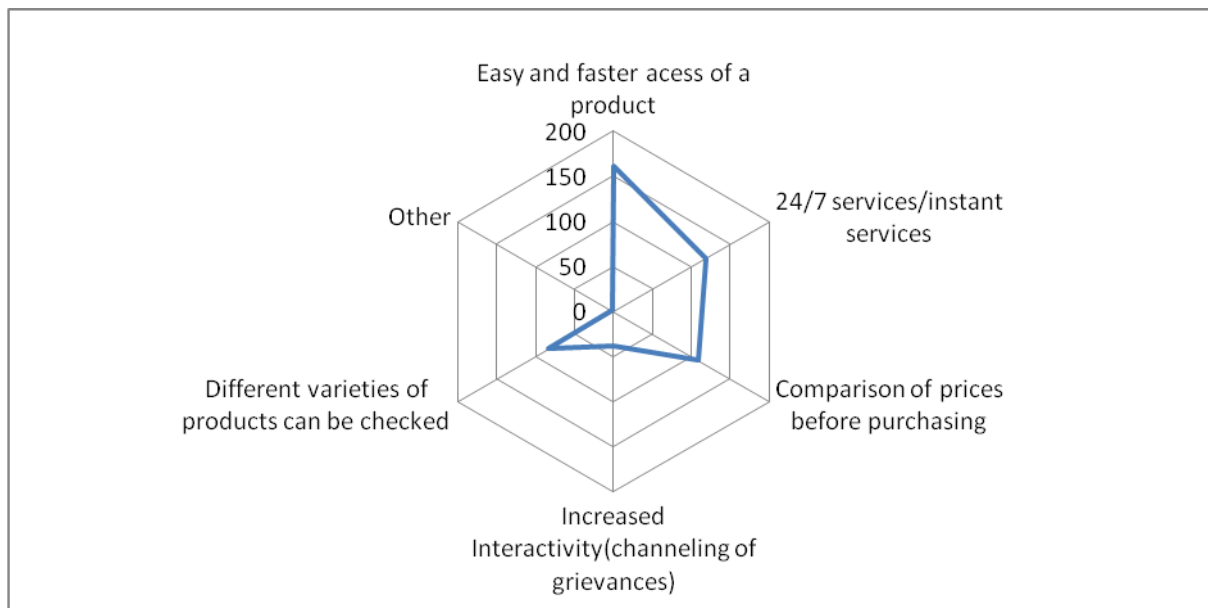 Easy and faster acess of a
product
200
150
100
50
0
24/7 services/instant
services
Comparison of prices
before purchasing
Increased
Interactivity(channeling of
grievances)
Different varieties of
products can be checked
Other